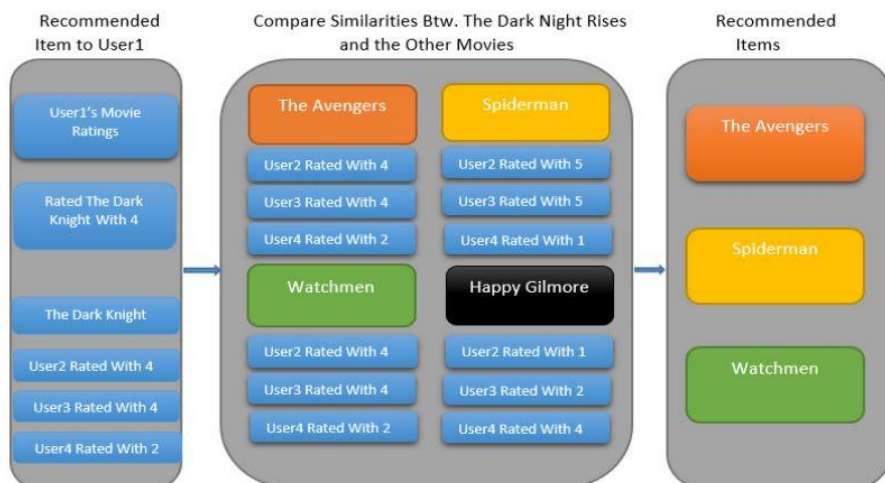 Recommended
Item to User1
User1's Movie
Ratings
Rated The Dark
Knight With 4
The Dark Knight
User2 Rated With 4
User3 Rated With 4
User4 Rated With 2
Compare Similarities Btw. The Dark Night Rises
and the Other Movies
The Avengers
User2 Rated With 4
User3 Rated With 4
User4 Rated With 2
Spiderman
User2 Rated With 5
User3 Rated With 5
User4 Rated With 1
Watchmen
User2 Rated With 4
User3 Rated With 4
User4 Rated With 2
Happy Gilmore
User2 Rated With 1
User3 Rated With 2
User4 Rated With 4
Recommended
Items
The Avengers
Spiderman
Watchmen